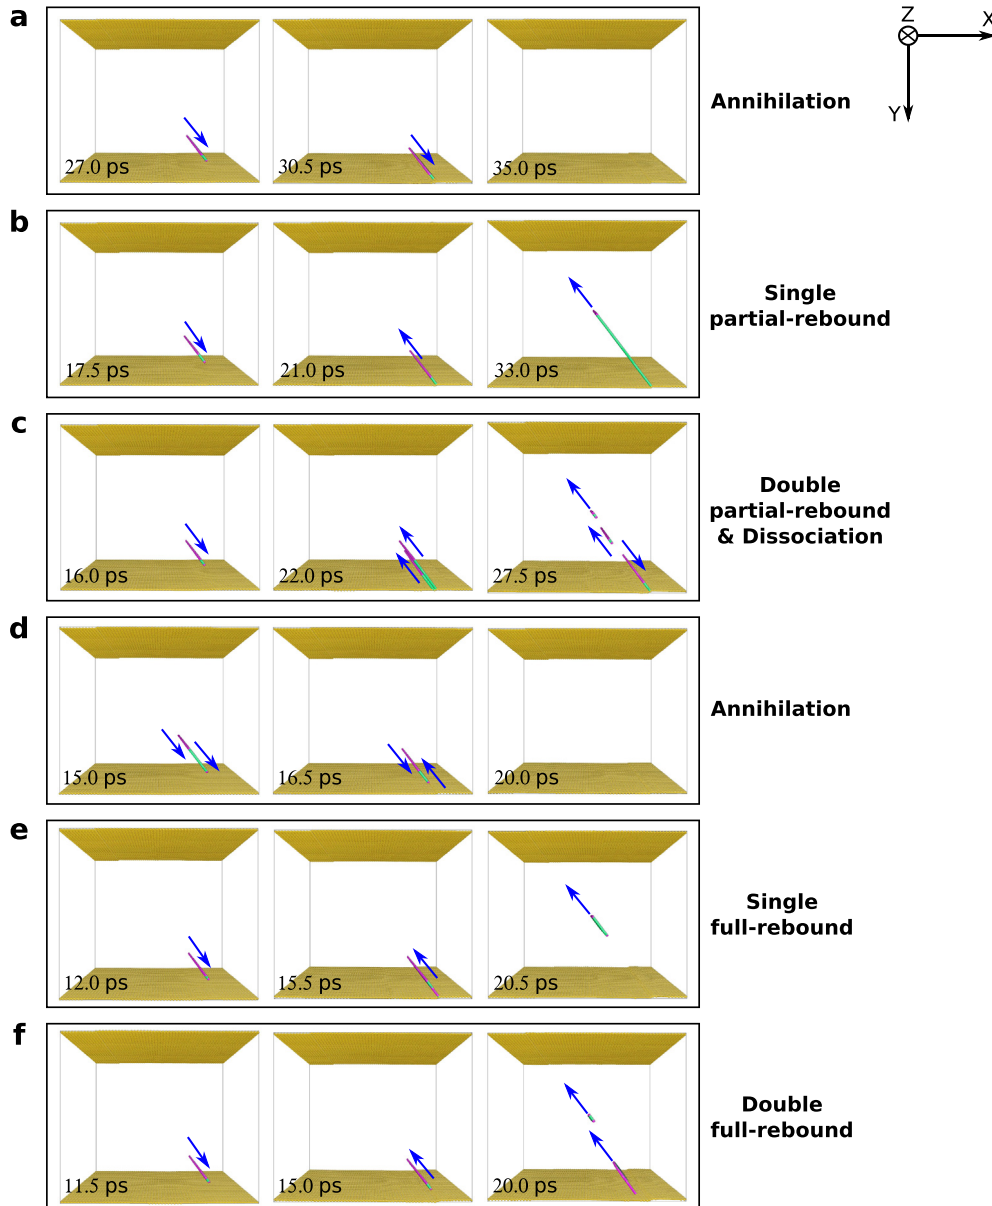 a
Z
X
Y
Annihilation
27.0 ps
30.5 ps
35.0 ps
b
Single
partial-rebound
17.5 ps
21.0 ps
33.0 ps
c
Double
partial-rebound
& Dissociation
16.0 ps
22.0 ps
27.5 ps
d
Annihilation
15.0 ps
16.5 ps
20.0 ps
e
Single
full-rebound
12.0 ps
15.5 ps
20.5 ps
f
Double
full-rebound
11.5 ps
15.0 ps
20.0 ps